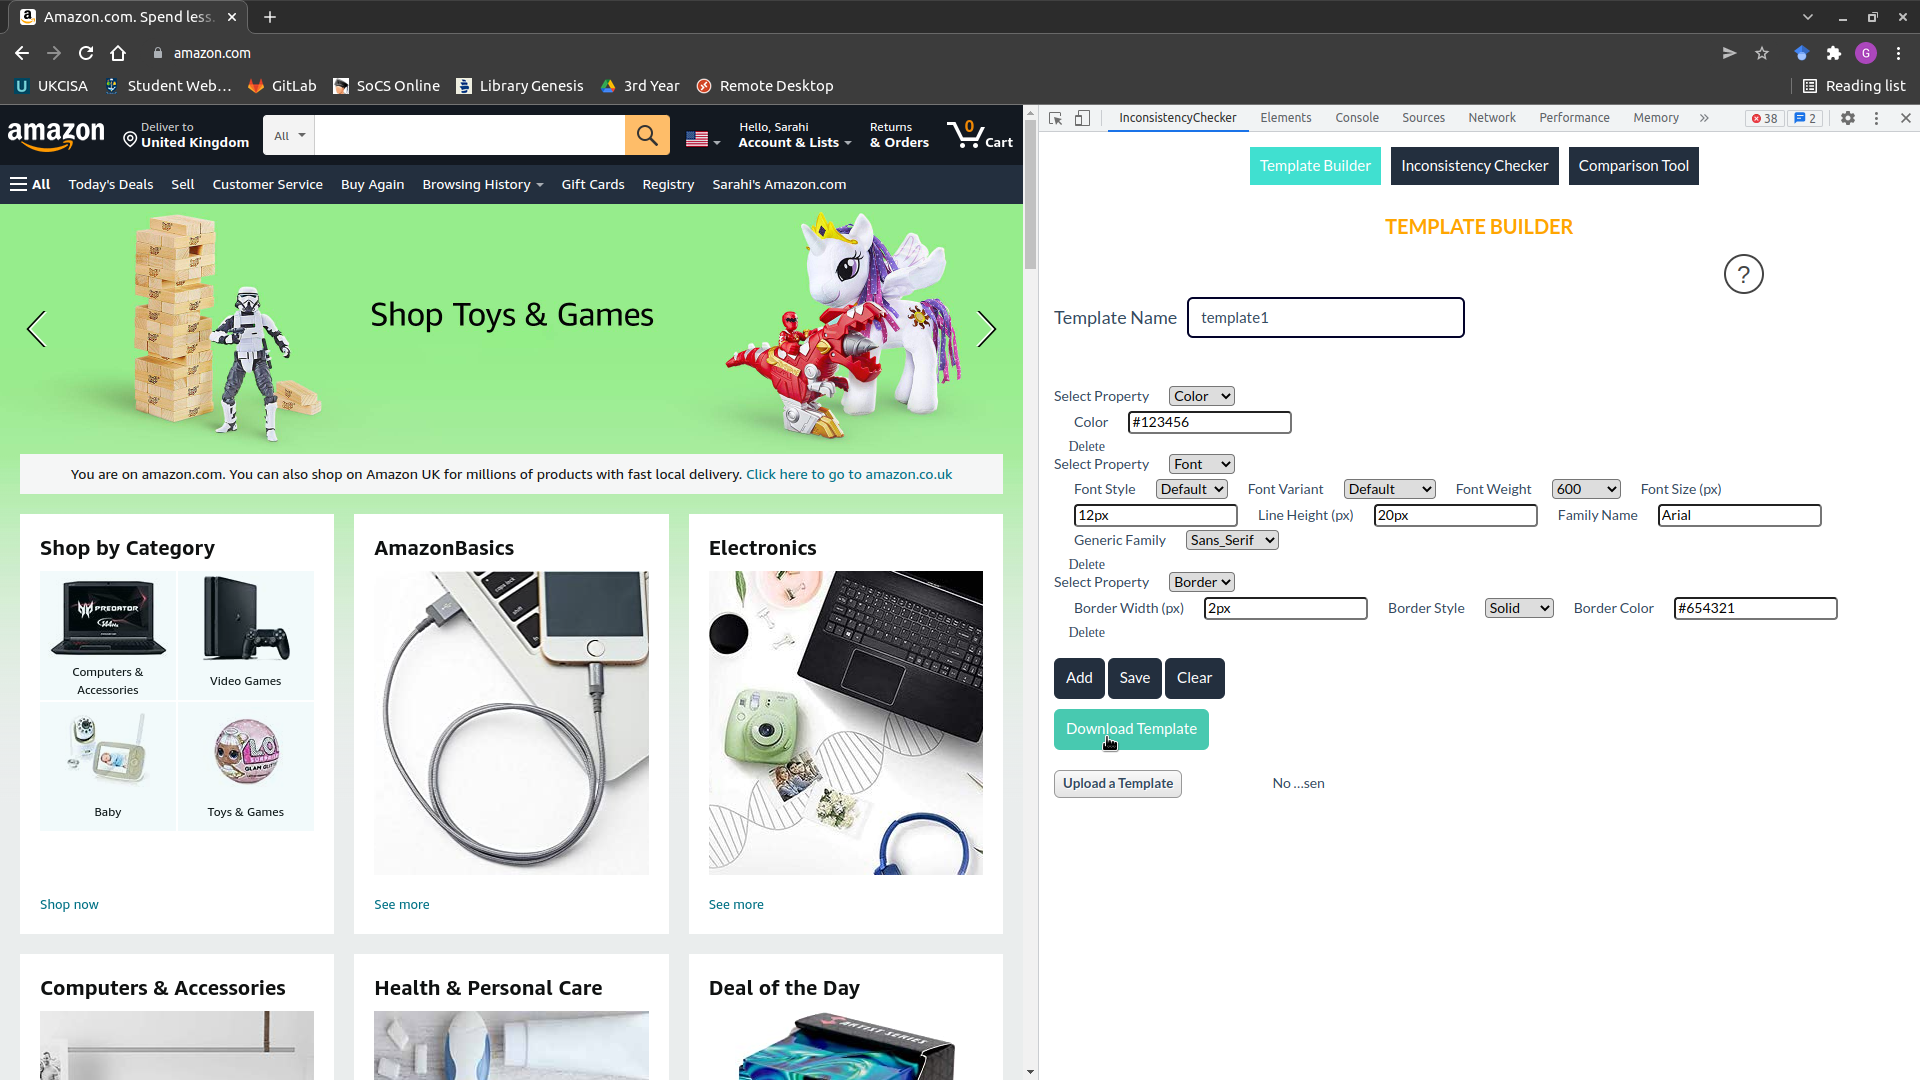 Amazon.com. Spend less.
amazon.com
G
UKCISA Student Web... GitLab SoCS Online Library Genesis 3rd Year Remote Desktop Reading list
amazon
Deliver to
United Kingdom
All
Hello, Sarahi
Account & Lists
Returns
& Orders
0
Cart
All Today's Deals Sell Customer Service Buy Again Browsing History Gift Cards Registry Sarahi's Amazon.com
Shop Toys & Games
You are on amazon.com. You can also shop on Amazon UK for millions of products with fast local delivery. Click here to go to amazon.co.uk
Shop by Category
PREDATOR
Computers &
Accessories
Video Games
Baby
Toys & Games
Shop now
AmazonBasics
See more
Electronics
See more
Computers & Accessories
Health & Personal Care
Deal of the Day
ARTIST SERIES
InconsistencyChecker Elements Console Sources Network Performance Memory 38 2
Template Builder Inconsistency Checker Comparison Tool
TEMPLATE BUILDER
?
Template Name template1
Select Property Color
Color #123456
Delete
Select Property Font
Font Style Default Font Variant Default Font Weight 600 Font Size (px)
12px Line Height (px) 20px Family Name Arial
Generic Family Sans_Serif
Delete
Select Property Border
Border Width (px) 2px Border Style Solid Border Color #654321
Delete
Add Save Clear
Download Template
Upload a Template No ...sen